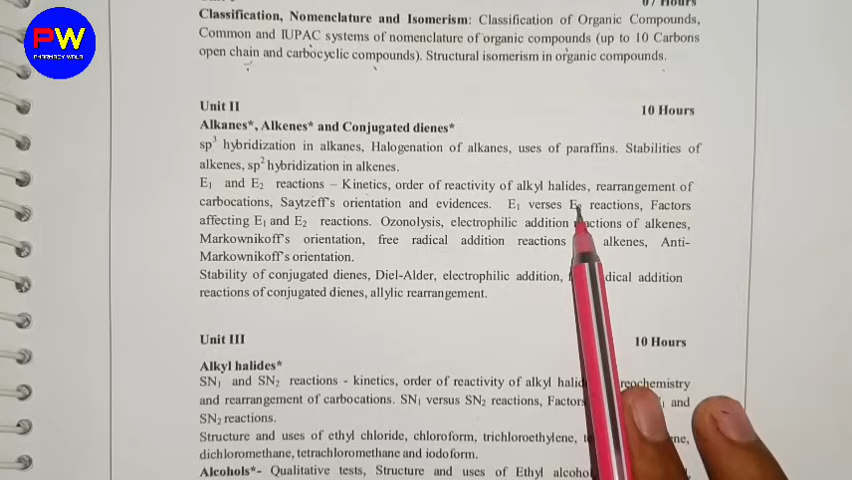 PW
PHARMACY WORLD
07 Hours
Classification, Nomenclature and Isomerism: Classification of Organic Compounds,
Common and IUPAC systems of nomenclature of organic compounds (up to 10 Carbons
open chain and carbocyclic compounds). Structural isomerism in organic compounds.
Unit II 10 Hours
Alkanes*, Alkenes* and Conjugated dienes*
sp³ hybridization in alkanes, Halogenation of alkanes, uses of paraffins. Stabilities of
alkenes, sp² hybridization in alkenes.
E₁ and E₂ reactions – Kinetics, order of reactivity of alkyl halides, rearrangement of
carbocations, Saytzeff's orientation and evidences. E₁ verses E₂ reactions, Factors
affecting E₁ and E₂ reactions. Ozonolysis, electrophilic addition reactions of alkenes,
Markownikoff's orientation, free radical addition reactions alkenes, Anti-
Markownikoff's orientation.
Stability of conjugated dienes, Diel-Alder, electrophilic addition, radical addition
reactions of conjugated dienes, allylic rearrangement.
Unit III 10 Hours
Alkyl halides*
SN₁ and SN₂ reactions - kinetics, order of reactivity of alkyl
and rearrangement of carbocations. SN₁ versus SN₂ reactions, Factors and
SN₂ reactions.
Structure and uses of ethyl chloride, chloroform, trichloroethylene,
dichloromethane, tetrachloromethane and iodoform.
Alcohols*- Qualitative tests, Structure and uses of Ethyl